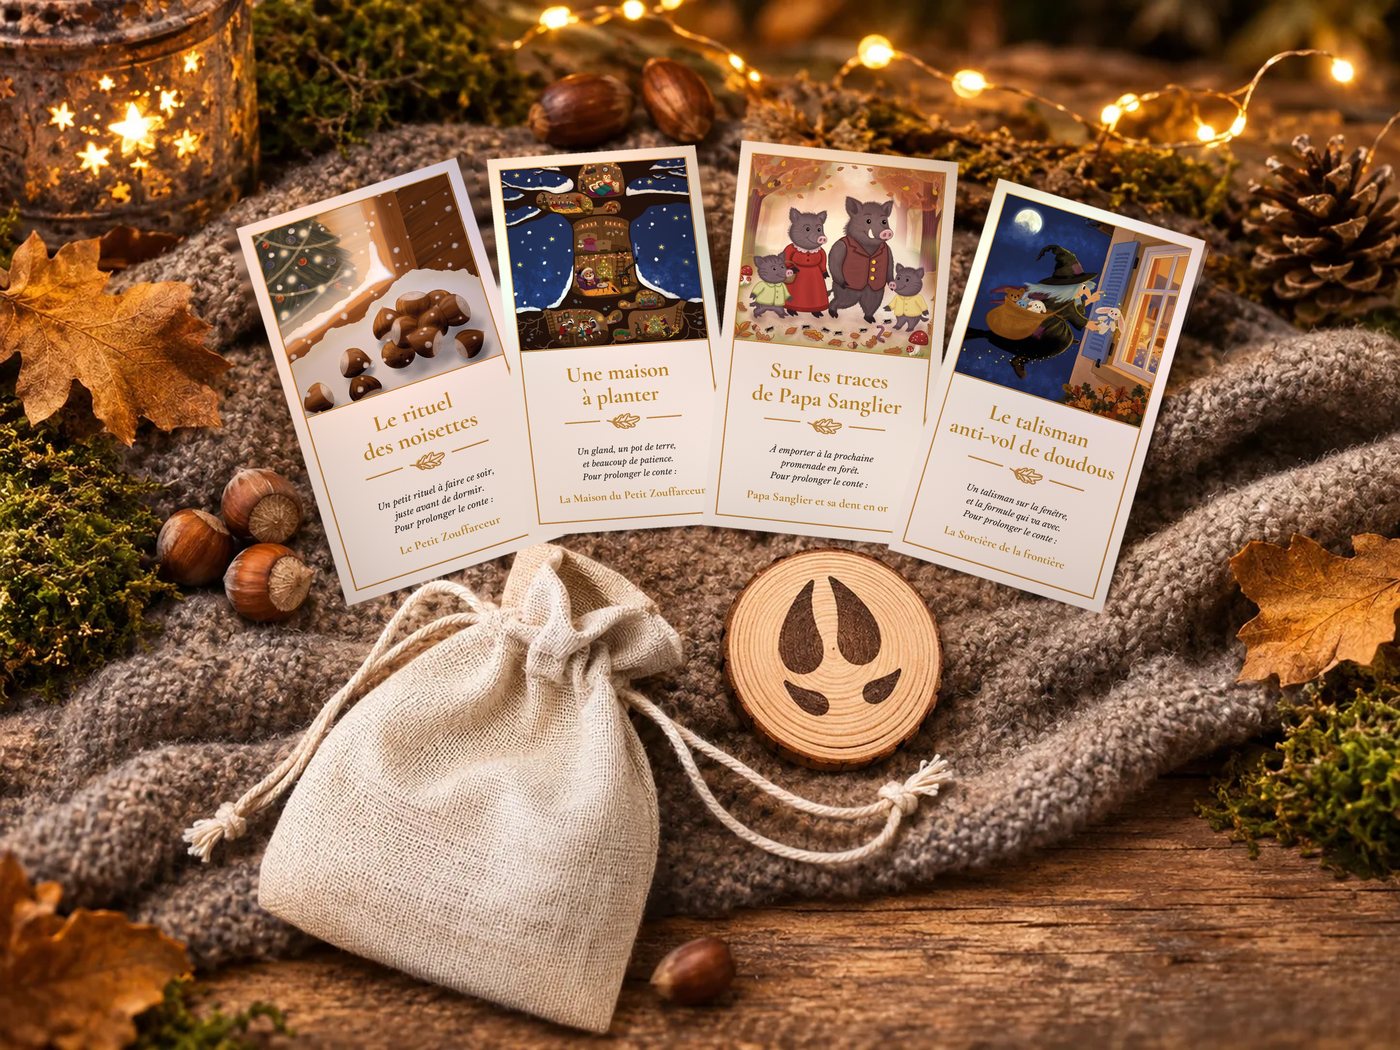 Le rituel
des noisettes
Un petit rituel à faire ce soir,
juste avant de dormir.
Pour prolonger le conte :
Le Petit Zouffarceur
Une maison
à planter
Un gland, un pot de terre,
et beaucoup de patience.
Pour prolonger le conte :
La Maison du Petit Zouffarceur
Sur les traces
de Papa Sanglier
À emporter à la prochaine
promenade en forêt.
Pour prolonger le conte :
Papa Sanglier et sa dent en or
Le talisman
anti-vol de doudous
Un talisman sur la fenêtre,
et la formule qui va avec.
Pour prolonger le conte :
La Sorcière de la frontière